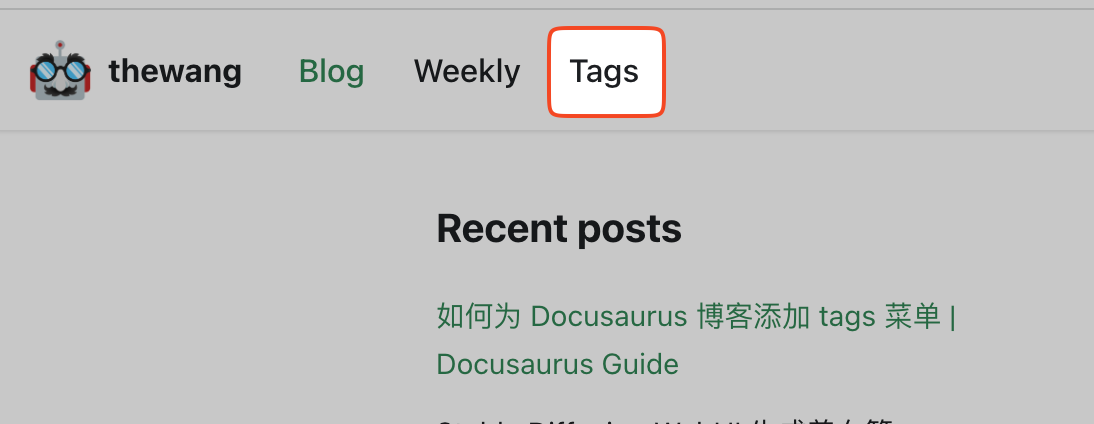 thewang Blog Weekly Tags
Recent posts
如何为 Docusaurus 博客添加 tags 菜单 |
Docusaurus Guide